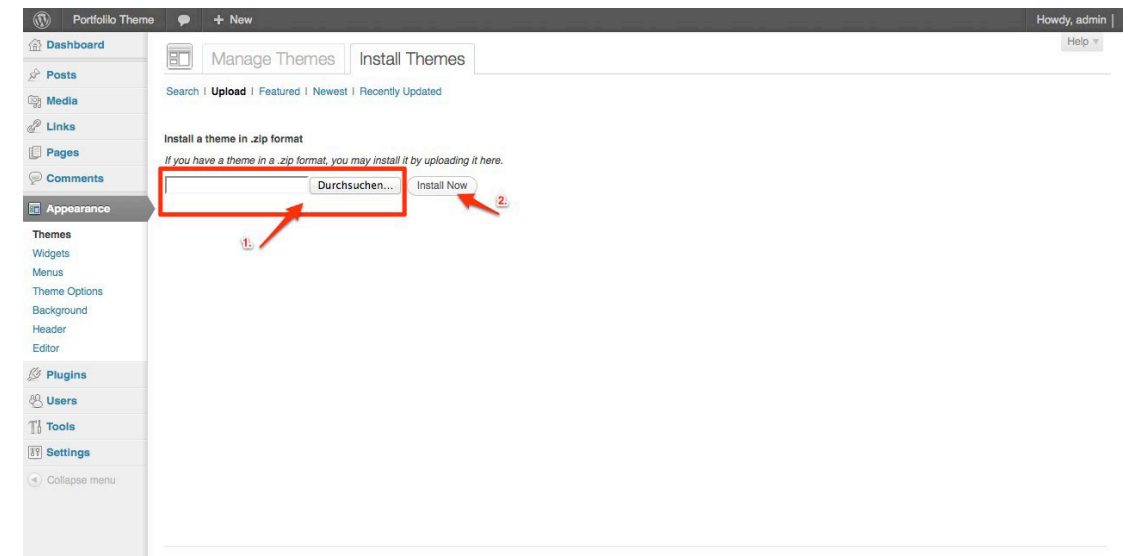 Portfolilo Theme + New Howdy, admin
Help
Dashboard
Posts
Media
Links
Pages
Comments
Appearance
Themes
Widgets
Menus
Theme Options
Background
Header
Editor
Plugins
Users
Tools
Settings
Collapse menu
Manage Themes Install Themes
Search | Upload | Featured | Newest | Recently Updated
Install a theme in .zip format
If you have a theme in a .zip format, you may install it by uploading it here.
Durchsuchen... Install Now
2.
1.